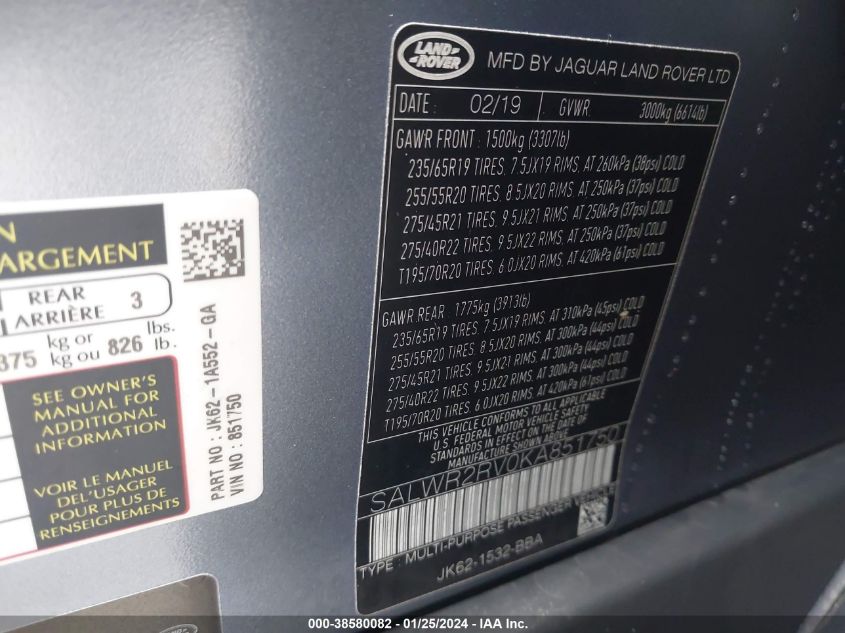 LAND
ROVER
MFD BY JAGUAR LAND ROVER LTD
DATE : 02/19 GVWR: 3000kg (6614lb)
GAWR FRONT : 1500kg (3307lb)
235/65R19 TIRES, 7.5JX19 RIMS, AT 260kPa (38psi) COLD
255/55R20 TIRES, 8.5JX20 RIMS, AT 250kPa (37psi) COLD
275/45R21 TIRES, 9.5JX21 RIMS, AT 250kPa (37psi) COLD
275/40R22 TIRES, 9.5JX22 RIMS, AT 250kPa (37psi) COLD
T195/70R20 TIRES, 6.0JX20 RIMS, AT 420kPa (61psi) COLD
GAWR REAR : 1775kg (3913lb)
235/65R19 TIRES, 7.5JX19 RIMS, AT 310kPa (45psi) COLD
255/55R20 TIRES, 8.5JX20 RIMS, AT 300kPa (44psi) COLD
275/45R21 TIRES, 9.5JX21 RIMS, AT 300kPa (44psi) COLD
275/40R22 TIRES, 9.5JX22 RIMS, AT 300kPa (44psi) COLD
T195/70R20 TIRES, 6.0JX20 RIMS, AT 420kPa (61psi) COLD
THIS VEHICLE CONFORMS TO ALL APPLICABLE
U.S. FEDERAL MOTOR VEHICLE SAFETY
STANDARDS IN EFFECT ON THE DATE OF
MANUFACTURE SHOWN ABOVE.
SALWR2RV0KA851750
TYPE : MULTI-PURPOSE PASSENGER VEHICLE
JK62-1532-BBA
N
ARGEMENT
REAR 3
ARRIÈRE
375 kg or 826 lbs.
kg ou lb.
SEE OWNER'S
MANUAL FOR
ADDITIONAL
INFORMATION
VOIR LE MANUEL
DEL'USAGER
POUR PLUS DE
RENSEIGNEMENTS
PART NO : JK62-1A552-GA
VIN NO : 851750
000-38580082 - 01/25/2024 - IAA, Inc.